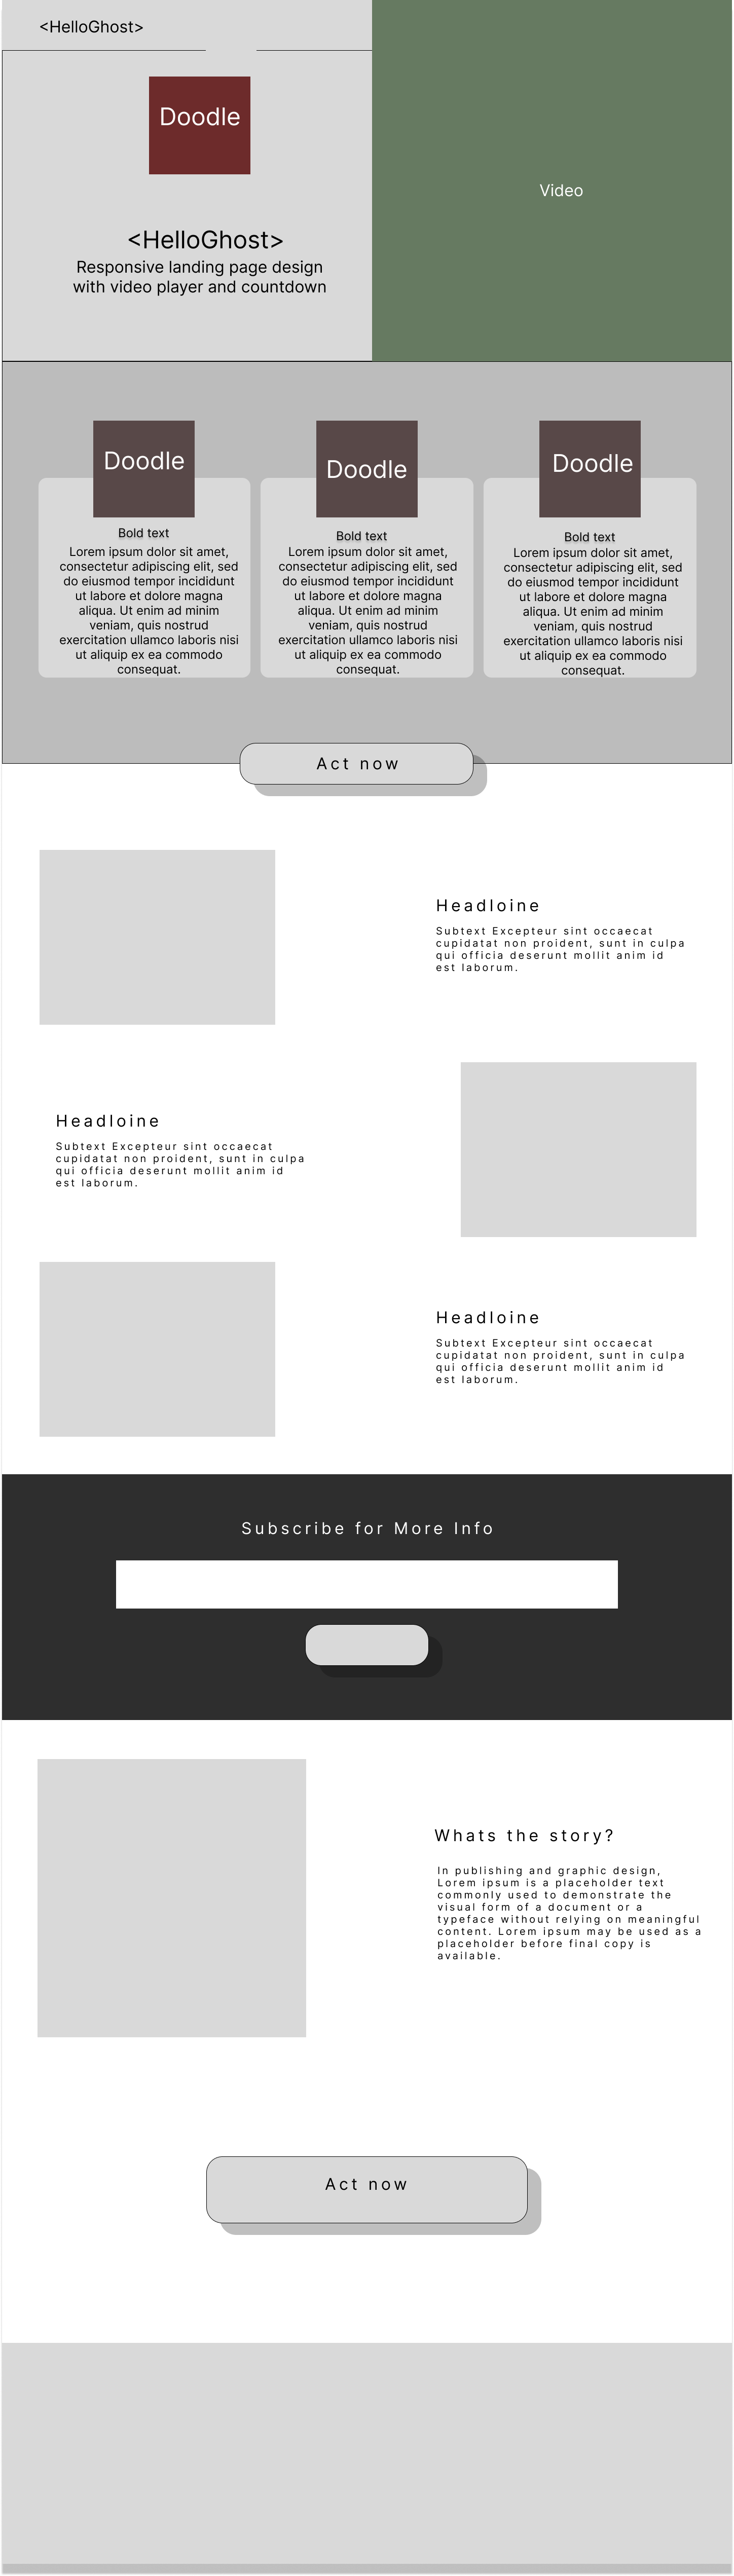 <HelloGhost>
Doodle
Video
<HelloGhost>
Responsive landing page design
with video player and countdown
Doodle
Bold text
Lorem ipsum dolor sit amet,
consectetur adipiscing elit, sed
do eiusmod tempor incididunt
ut labore et dolore magna
aliqua. Ut enim ad minim
veniam, quis nostrud
exercitation ullamco laboris nisi
ut aliquip ex ea commodo
consequat.
Doodle
Bold text
Lorem ipsum dolor sit amet,
consectetur adipiscing elit, sed
do eiusmod tempor incididunt
ut labore et dolore magna
aliqua. Ut enim ad minim
veniam, quis nostrud
exercitation ullamco laboris nisi
ut aliquip ex ea commodo
consequat.
Doodle
Bold text
Lorem ipsum dolor sit amet,
consectetur adipiscing elit, sed
do eiusmod tempor incididunt
ut labore et dolore magna
aliqua. Ut enim ad minim
veniam, quis nostrud
exercitation ullamco laboris nisi
ut aliquip ex ea commodo
consequat.
Act now
Headloine
Subtext Excepteur sint occaecat
cupidatat non proident, sunt in culpa
qui officia deserunt mollit anim id
est laborum.
Headloine
Subtext Excepteur sint occaecat
cupidatat non proident, sunt in culpa
qui officia deserunt mollit anim id
est laborum.
Headloine
Subtext Excepteur sint occaecat
cupidatat non proident, sunt in culpa
qui officia deserunt mollit anim id
est laborum.
Subscribe for More Info
Whats the story?
In publishing and graphic design,
Lorem ipsum is a placeholder text
commonly used to demonstrate the
visual form of a document or a
typeface without relying on meaningful
content. Lorem ipsum may be used as a
placeholder before final copy is
available.
Act now